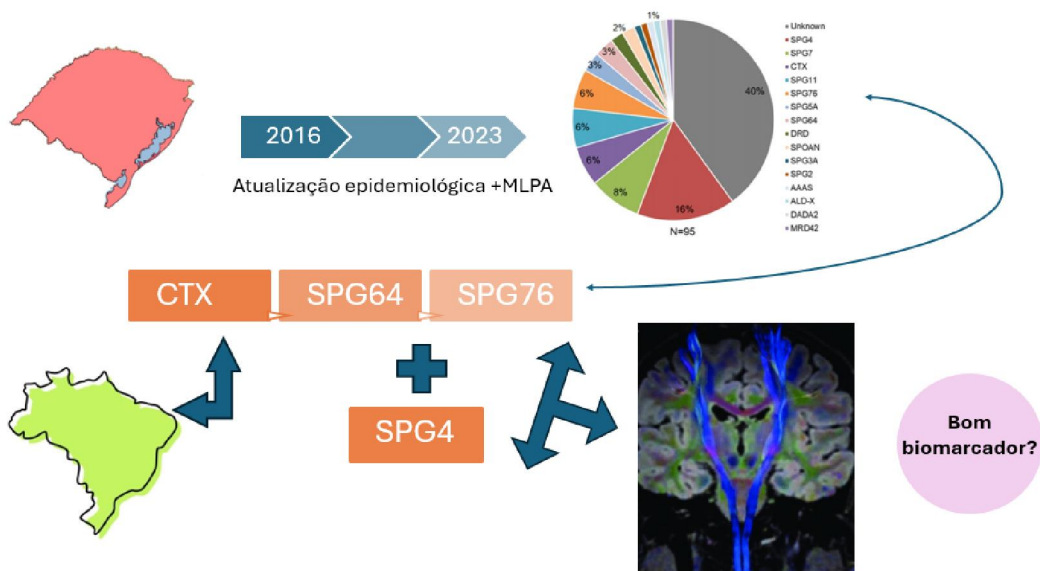 2016
2023
Atualização epidemiológica +MLPA
1%
2%
3%
3%
6%
6%
6%
8%
16%
40%
N=95
Unknown
SPG4
SPG7
CTX
SPG11
SPG76
SPG5A
SPG64
DRD
SPOAN
SPG3A
SPG2
AAAS
ALD-X
DADA2
MRD42
CTX
SPG64
SPG76
SPG4
Bom
biomarcador?